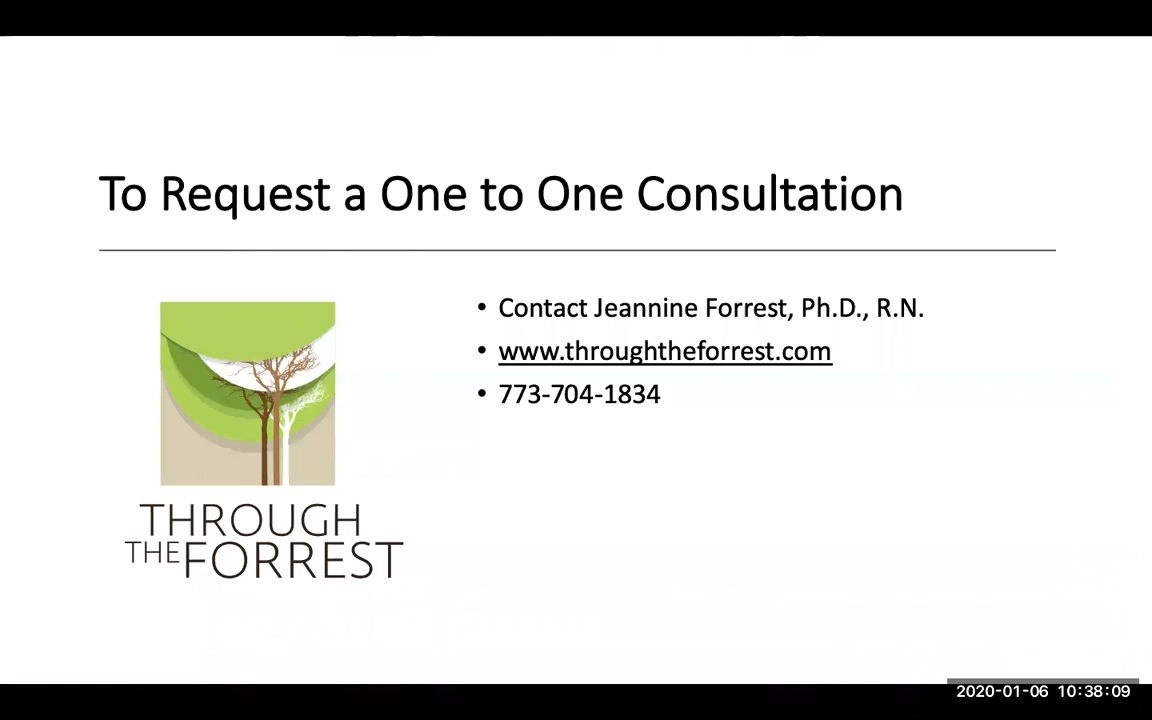 To Request a One to One Consultation
• Contact Jeannine Forrest, Ph.D., R.N.
• www.throughtheforrest.com
• 773-704-1834
THROUGH
THE FORREST
2020-01-06 10:38:09